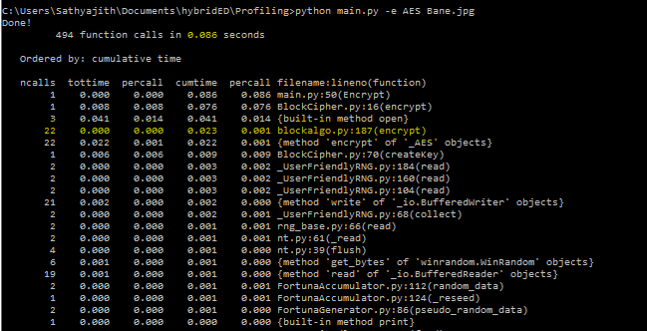 C:\Users\Sathyajith\Documents\hybridED\Profiling>python main.py -e AES Bane.jpg
Done!
494 function calls in 0.086 seconds
Ordered by: cumulative time
ncalls tottime percall cumtime percall filename:lineno(function)
1 0.000 0.000 0.086 0.086 main.py:50(Encrypt)
1 0.008 0.008 0.076 0.076 BlockCipher.py:16(encrypt)
3 0.041 0.014 0.041 0.014 {built-in method open}
22 0.000 0.000 0.023 0.001 blockalgo.py:187(encrypt)
22 0.022 0.001 0.022 0.001 {method 'encrypt' of '_AES' objects}
1 0.006 0.006 0.009 0.009 BlockCipher.py:70(createKey)
2 0.000 0.000 0.003 0.002 _UserFriendlyRNG.py:184(read)
2 0.000 0.000 0.003 0.002 _UserFriendlyRNG.py:160(read)
2 0.000 0.000 0.003 0.002 _UserFriendlyRNG.py:104(read)
21 0.002 0.000 0.002 0.000 {method 'write' of '_io.BufferedWriter' objects}
2 0.000 0.000 0.002 0.001 _UserFriendlyRNG.py:68(collect)
2 0.000 0.000 0.001 0.001 rng_base.py:66(read)
2 0.000 0.000 0.001 0.001 nt.py:61(_read)
4 0.000 0.000 0.001 0.000 nt.py:39(flush)
6 0.001 0.000 0.001 0.000 {method 'get_bytes' of 'winrandom.WinRandom' objects}
19 0.001 0.000 0.001 0.000 {method 'read' of '_io.BufferedReader' objects}
2 0.000 0.000 0.001 0.001 FortunaAccumulator.py:112(random_data)
1 0.000 0.000 0.001 0.001 FortunaAccumulator.py:124(_reseed)
2 0.000 0.000 0.000 0.000 FortunaGenerator.py:86(pseudo_random_data)
1 0.000 0.000 0.000 0.000 {built-in method print}